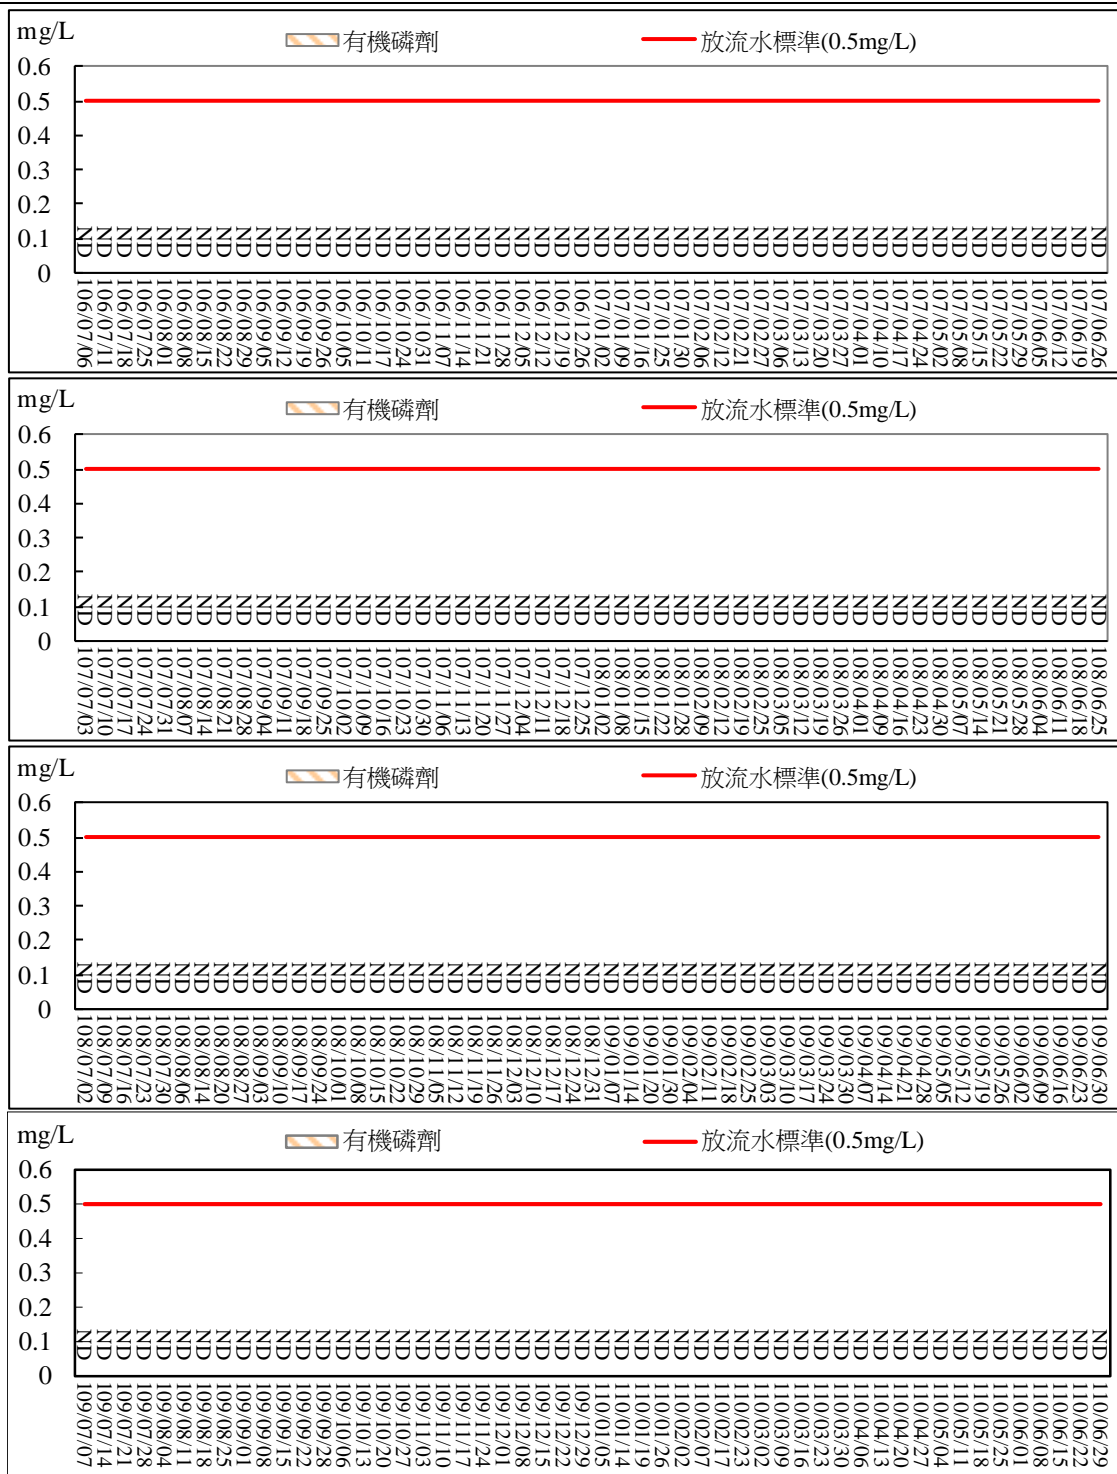 mg/L
有機磷劑 放流水標準(0.5mg/L)
0.6
0.5
0.4
0.3
0.2
0.1
0
ND ND ND ND ND ND ND ND ND ND ND ND ND ND ND ND ND ND ND ND ND ND ND ND ND ND ND ND ND ND ND ND ND ND ND ND ND ND ND ND ND ND ND ND ND ND ND ND ND ND ND ND
106/07/06 106/07/11 106/07/18 106/07/25 106/08/01 106/08/08 106/08/15 106/08/22 106/08/29 106/09/05 106/09/12 106/09/19 106/09/26 106/10/05 106/10/11 106/10/17 106/10/24 106/10/31 106/11/07 106/11/14 106/11/21 106/11/28 106/12/05 106/12/12 106/12/19 106/12/26 107/01/02 107/01/09 107/01/16 107/01/25 107/01/30 107/02/06 107/02/12 107/02/21 107/02/27 107/03/06 107/03/13 107/03/20 107/03/27 107/04/01 107/04/10 107/04/17 107/04/24 107/05/02 107/05/08 107/05/15 107/05/22 107/05/29 107/06/05 107/06/12 107/06/19 107/06/26
mg/L
有機磷劑 放流水標準(0.5mg/L)
0.6
0.5
0.4
0.3
0.2
0.1
0
ND ND ND ND ND ND ND ND ND ND ND ND ND ND ND ND ND ND ND ND ND ND ND ND ND ND ND ND ND ND ND ND ND ND ND ND ND ND ND ND ND ND ND ND ND ND ND ND ND ND ND ND
107/07/03 107/07/10 107/07/17 107/07/24 107/07/31 107/08/07 107/08/14 107/08/21 107/08/28 107/09/04 107/09/11 107/09/18 107/09/25 107/10/02 107/10/09 107/10/16 107/10/23 107/10/30 107/11/06 107/11/13 107/11/20 107/11/27 107/12/04 107/12/11 107/12/18 107/12/25 108/01/02 108/01/08 108/01/15 108/01/22 108/01/28 108/02/09 108/02/12 108/02/19 108/02/25 108/03/05 108/03/12 108/03/19 108/03/26 108/04/01 108/04/09 108/04/16 108/04/23 108/04/30 108/05/07 108/05/14 108/05/21 108/05/28 108/06/04 108/06/11 108/06/18 108/06/25
mg/L
有機磷劑 放流水標準(0.5mg/L)
0.6
0.5
0.4
0.3
0.2
0.1
0
ND ND ND ND ND ND ND ND ND ND ND ND ND ND ND ND ND ND ND ND ND ND ND ND ND ND ND ND ND ND ND ND ND ND ND ND ND ND ND ND ND ND ND ND ND ND ND ND ND ND ND ND
108/07/02 108/07/09 108/07/16 108/07/23 108/07/30 108/08/06 108/08/14 108/08/20 108/08/27 108/09/03 108/09/10 108/09/17 108/09/24 108/10/01 108/10/08 108/10/15 108/10/22 108/10/29 108/11/05 108/11/12 108/11/19 108/11/26 108/12/03 108/12/10 108/12/17 108/12/24 108/12/31 109/01/07 109/01/14 109/01/20 109/01/30 109/02/04 109/02/11 109/02/18 109/02/25 109/03/03 109/03/10 109/03/17 109/03/24 109/03/30 109/04/07 109/04/14 109/04/21 109/04/28 109/05/05 109/05/12 109/05/19 109/05/26 109/06/02 109/06/09 109/06/16 109/06/23 109/06/30
mg/L
有機磷劑 放流水標準(0.5mg/L)
0.6
0.5
0.4
0.3
0.2
0.1
0
ND ND ND ND ND ND ND ND ND ND ND ND ND ND ND ND ND ND ND ND ND ND ND ND ND ND ND ND ND ND ND ND ND ND ND ND ND ND ND ND ND ND ND ND ND ND ND ND ND ND ND ND
109/07/07 109/07/14 109/07/21 109/07/28 109/08/04 109/08/11 109/08/18 109/08/25 109/09/01 109/09/08 109/09/15 109/09/22 109/09/28 109/10/06 109/10/13 109/10/20 109/10/27 109/11/03 109/11/10 109/11/17 109/11/24 109/12/01 109/12/08 109/12/15 109/12/22 109/12/29 110/01/05 110/01/14 110/01/19 110/01/26 110/02/02 110/02/07 110/02/17 110/02/23 110/03/02 110/03/09 110/03/16 110/03/23 110/03/30 110/04/06 110/04/13 110/04/20 110/04/27 110/05/04 110/05/11 110/05/18 110/05/25 110/06/01 110/06/08 110/06/15 110/06/22 110/06/29